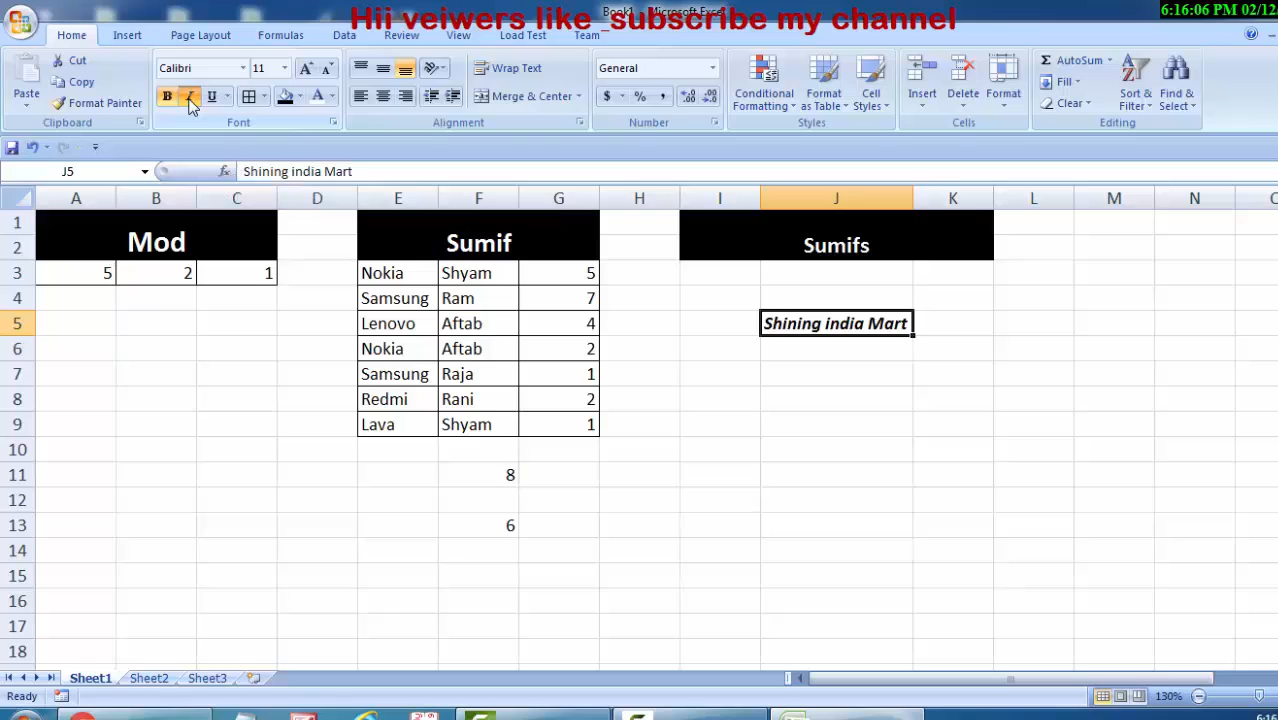 Hii veiwers like _subscribe my channel
6:16:06 PM 02/12
Home Insert Page Layout Formulas Data Review View Load Test Team
Cut
Copy
Format Painter
Paste
Clipboard
Calibri 11
B I U
Font
Wrap Text
Merge & Center
Alignment
General
$ % ,
Number
Conditional Formatting
Format as Table
Cell Styles
Styles
Insert Delete Format
Cells
Σ AutoSum
Fill
Clear
Sort & Filter
Find & Select
Editing
J5 fx Shining india Mart
A B C D E F G H I J K L M N
1
2 Mod Sumif Sumifs
3 5 2 1 Nokia Shyam 5
4 Samsung Ram 7
5 Lenovo Aftab 4 Shining india Mart
6 Nokia Aftab 2
7 Samsung Raja 1
8 Redmi Rani 2
9 Lava Shyam 1
10
11 8
12
13 6
14
15
16
17
18
Sheet1 Sheet2 Sheet3
Ready 130%